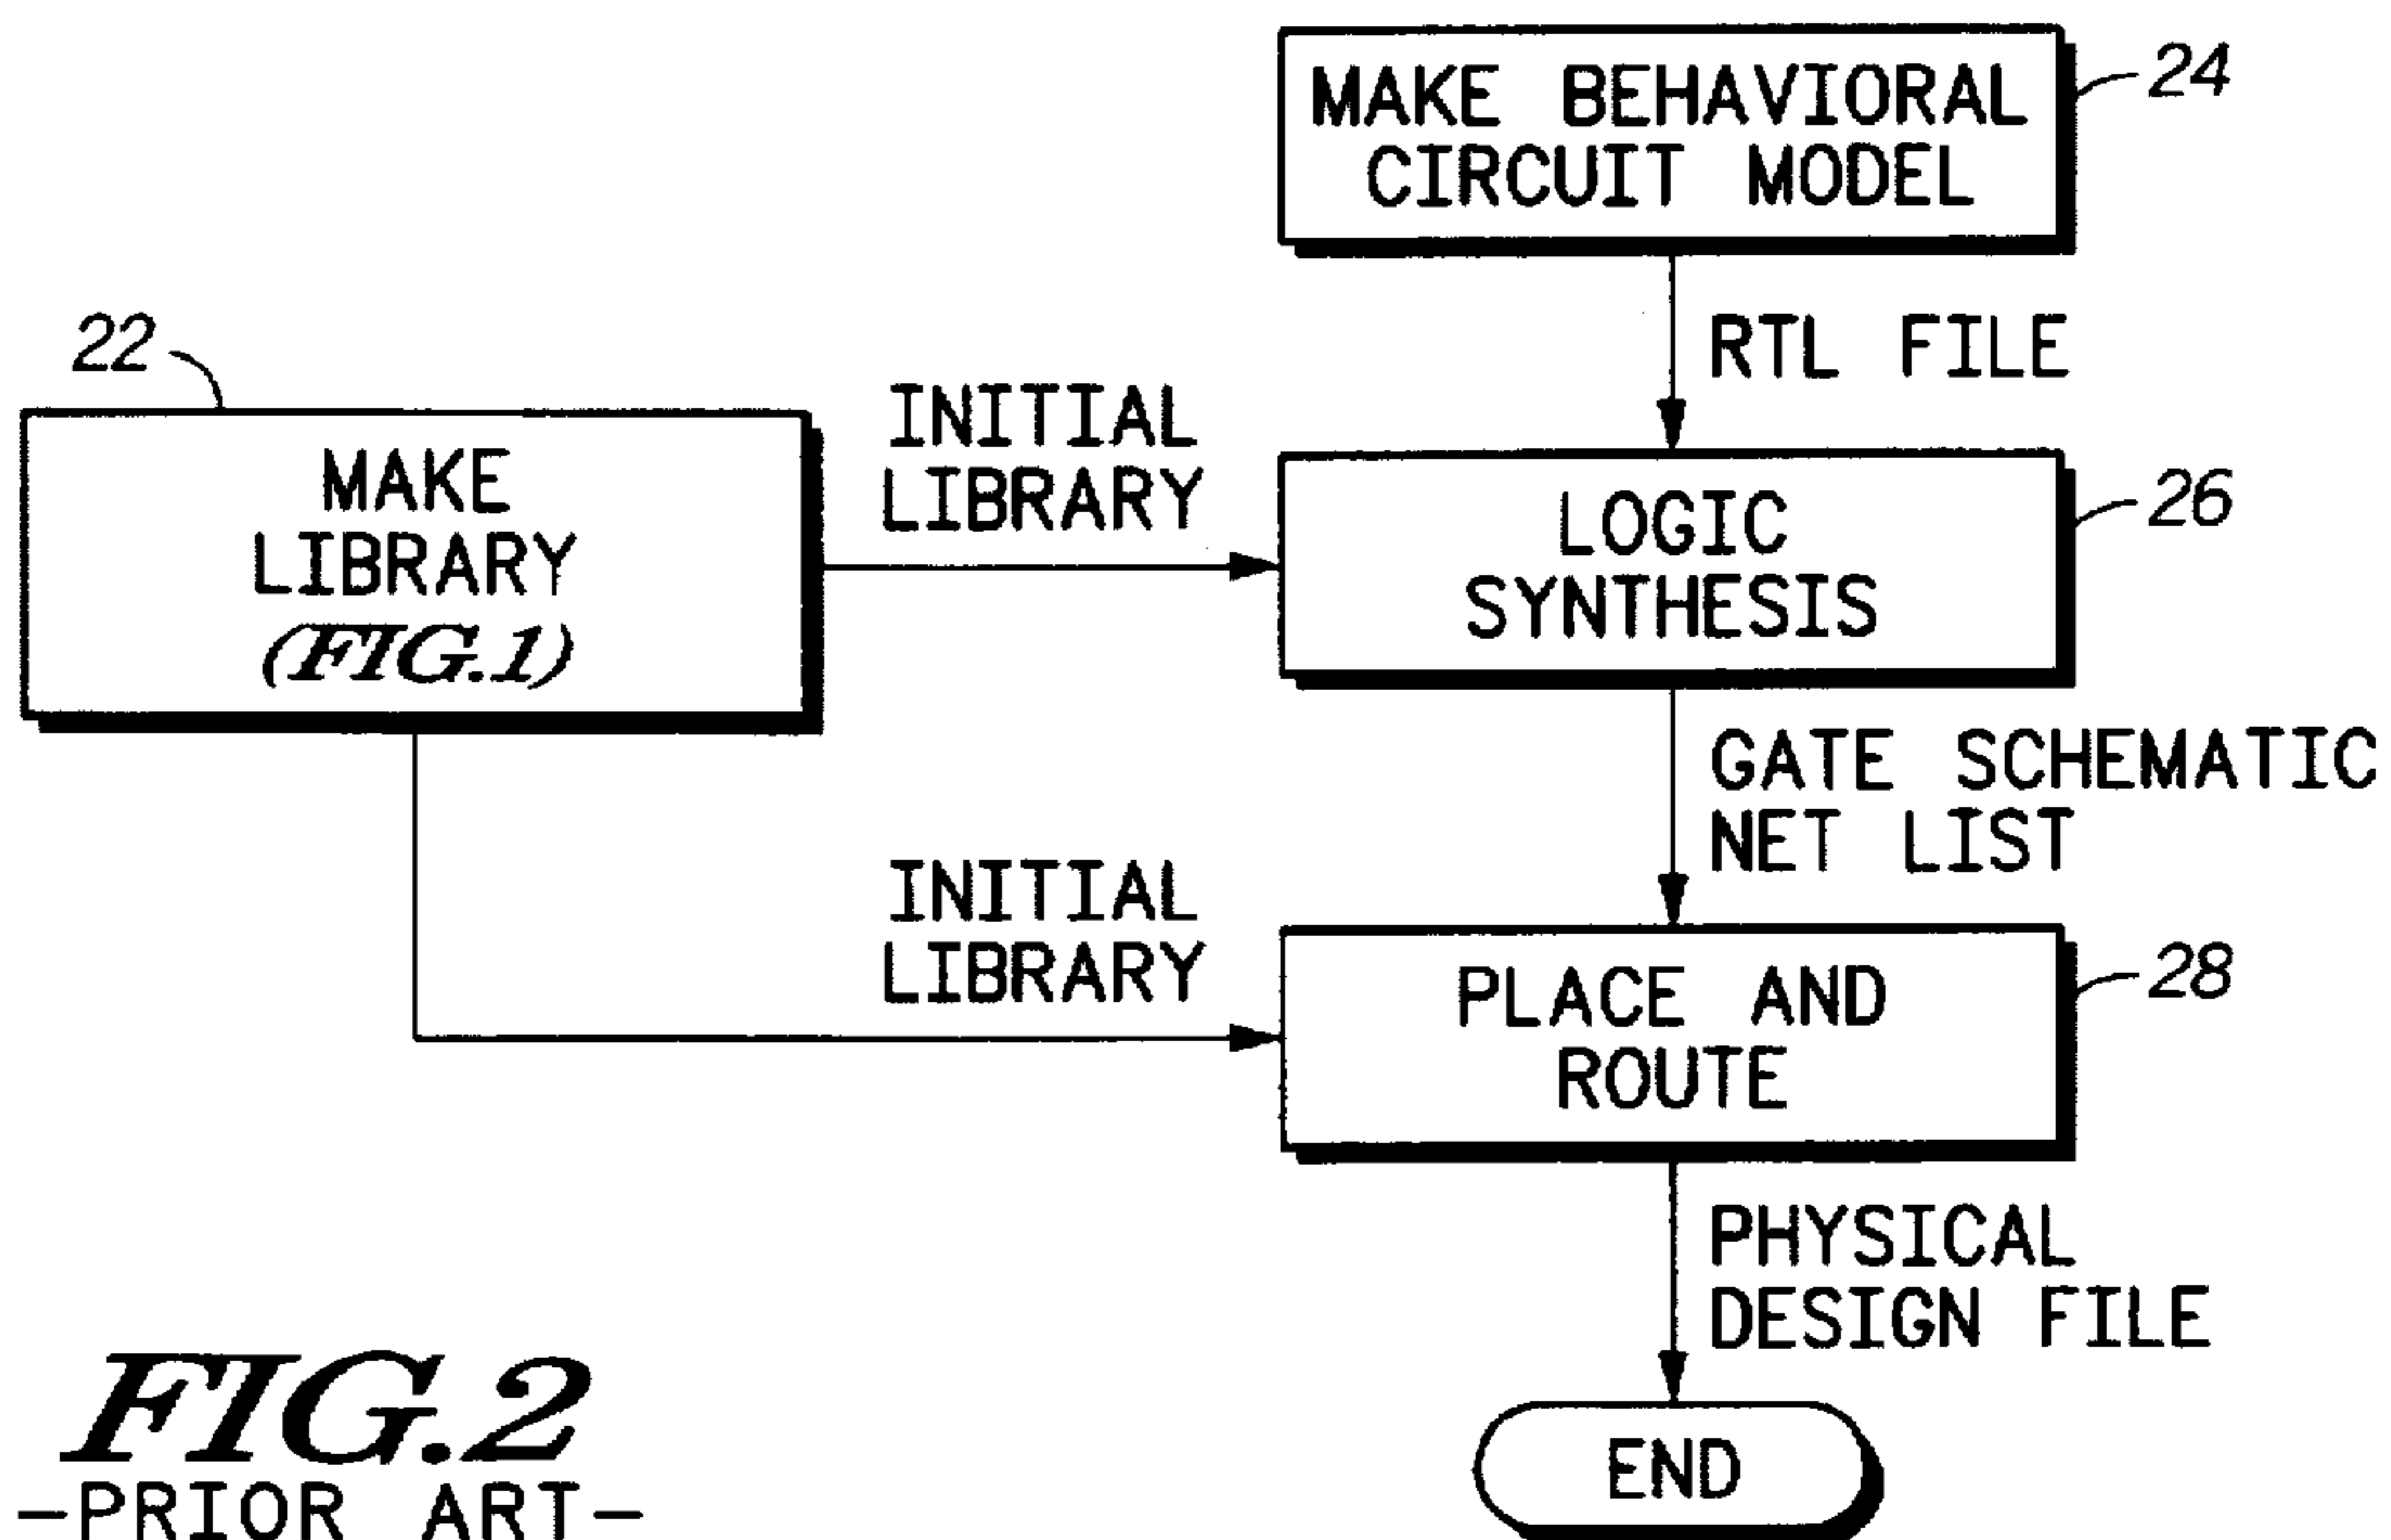 MAKE BEHAVIORAL
CIRCUIT MODEL
24
RTL FILE
22
MAKE
LIBRARY
(FIG.1)
INITIAL
LIBRARY
LOGIC
SYNTHESIS
26
GATE SCHEMATIC
NET LIST
INITIAL
LIBRARY
PLACE AND
ROUTE
28
PHYSICAL
DESIGN FILE
END
FIG.2
-PRIOR ART-